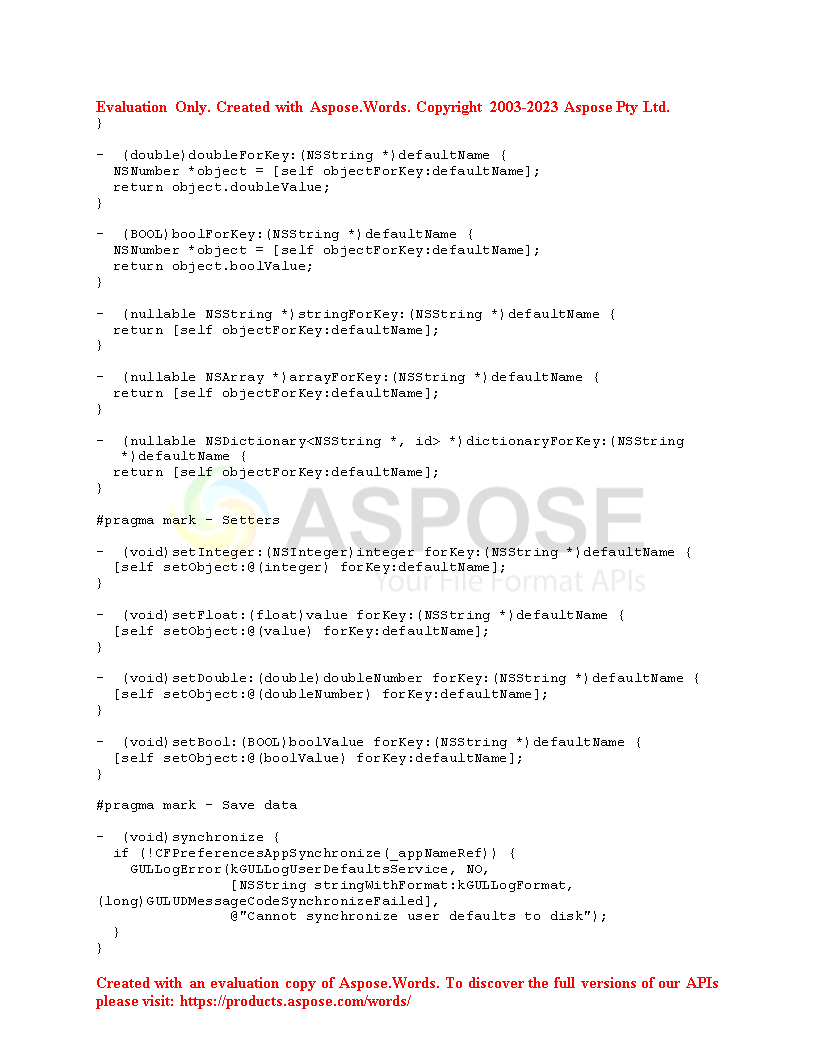 Evaluation Only. Created with Aspose.Words. Copyright 2003-2023 Aspose Pty Ltd.
}
- (double)doubleForKey:(NSString *)defaultName {
NSNumber *object = [self objectForKey:defaultName];
return object.doubleValue;
}
- (BOOL)boolForKey:(NSString *)defaultName {
NSNumber *object = [self objectForKey:defaultName];
return object.boolValue;
}
- (nullable NSString *)stringForKey:(NSString *)defaultName {
return [self objectForKey:defaultName];
}
- (nullable NSArray *)arrayForKey:(NSString *)defaultName {
return [self objectForKey:defaultName];
}
- (nullable NSDictionary<NSString *, id> *)dictionaryForKey:(NSString
*)defaultName {
return [self objectForKey:defaultName];
}
#pragma mark - Setters
ASPOSE
- (void)setInteger:(NSInteger)integer forKey:(NSString *)defaultName {
[self setObject:@(integer) forKey:defaultName];
Your File Format APIs
}
- (void)setFloat:(float)value forKey:(NSString *)defaultName {
[self setObject:@(value) forKey:defaultName];
}
- (void)setDouble:(double)doubleNumber forKey:(NSString *)defaultName {
[self setObject:@(doubleNumber) forKey:defaultName];
}
- (void)setBool:(BOOL)boolValue forKey:(NSString *)defaultName {
[self setObject:@(boolValue) forKey:defaultName];
}
#pragma mark - Save data
- (void)synchronize {
if (!CFPreferencesAppSynchronize(_appNameRef)) {
GULLogError(kGULLogUserDefaultsService, NO,
[NSString stringWithFormat:kGULLogFormat,
(long)GULUDMessageCodeSynchronizeFailed],
@"Cannot synchronize user defaults to disk");
}
}
Created with an evaluation copy of Aspose.Words. To discover the full versions of our APIs
please visit: https://products.aspose.com/words/